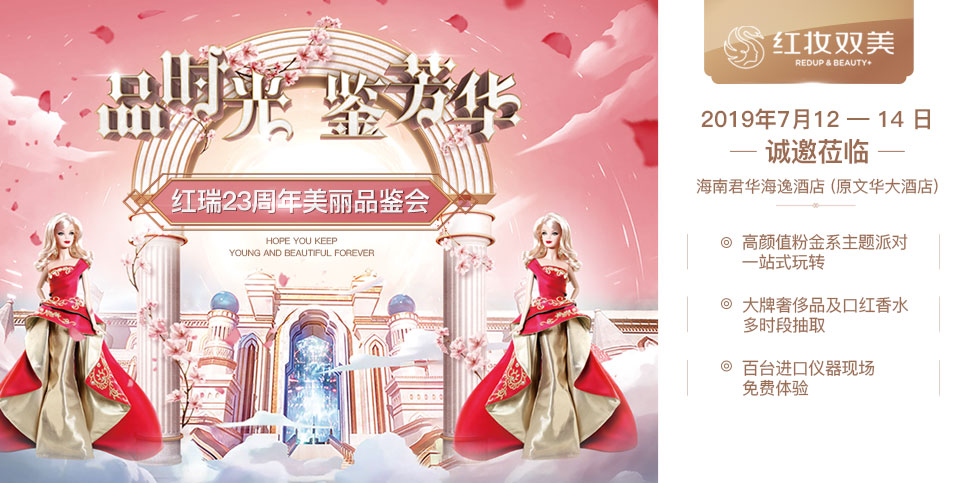 品时光 鉴芳华
红瑞23周年美丽品鉴会
HOPE YOU KEEP
YOUNG AND BEAUTIFUL FOREVER
红妆双美
REDUP & BEAUTY+
2019年7月12 — 14 日
— 诚邀莅临 —
海南君华海逸酒店 (原文华大酒店)
◎ 高颜值粉金系主题派对
一站式玩转
◎ 大牌奢侈品及口红香水
多时段抽取
◎ 百台进口仪器现场
免费体验